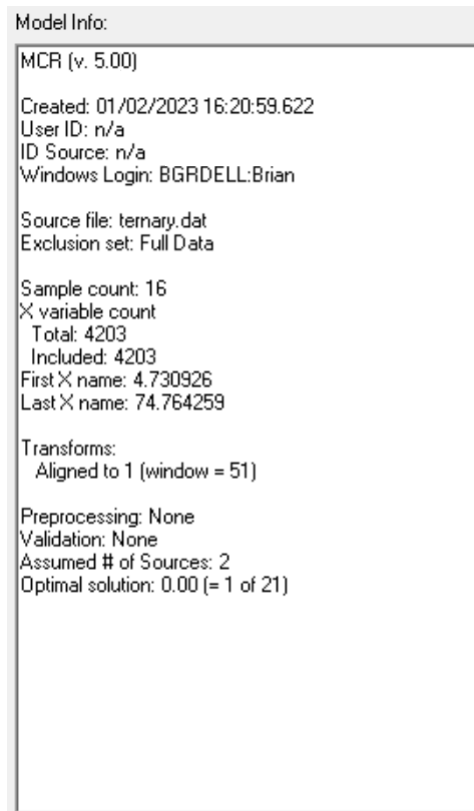 Model Info:
MCR (v. 5.00)
Created: 01/02/2023 16:20:59.622
User ID: n/a
ID Source: n/a
Windows Login: BGRDELL:Brian
Source file: ternary.dat
Exclusion set: Full Data
Sample count: 16
X variable count
Total: 4203
Included: 4203
First X name: 4.730926
Last X name: 74.764259
Transforms:
Aligned to 1 (window = 51)
Preprocessing: None
Validation: None
Assumed # of Sources: 2
Optimal solution: 0.00 (= 1 of 21)